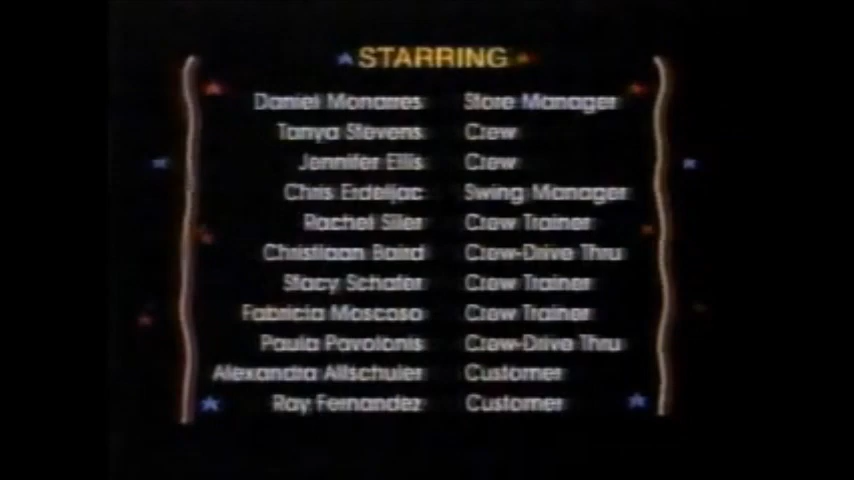 STARRING
Daniel Monarres Store Manager
Tanya Stevens Crew
Jennifer Ellis Crew
Chris Erdeljac Swing Manager
Rachel Siler Crew Trainer
Christiaan Baird Crew-Drive Thru
Stacy Schafer Crew Trainer
Fabricia Moscoso Crew Trainer
Paula Pavolonis Crew-Drive Thru
Alexandra Altschuler Customer
Ray Fernandez Customer